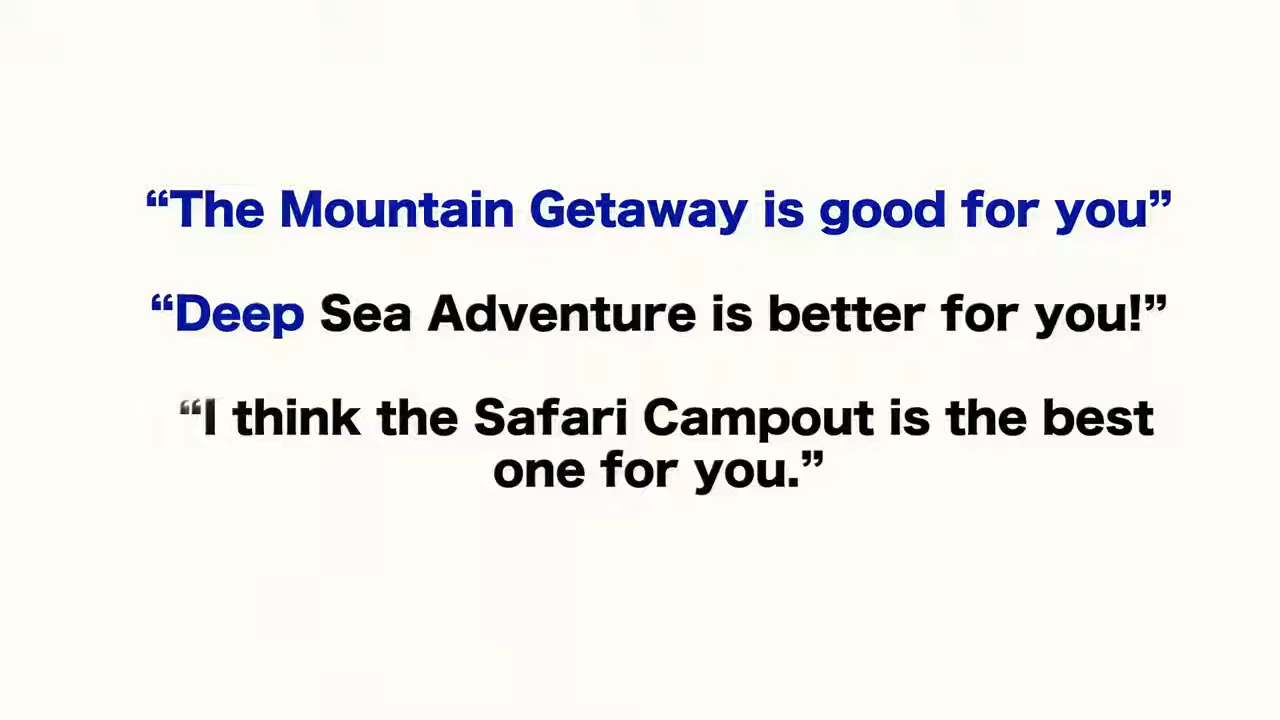 “The Mountain Getaway is good for you”
“Deep Sea Adventure is better for you!”
“I think the Safari Campout is the best
one for you.”